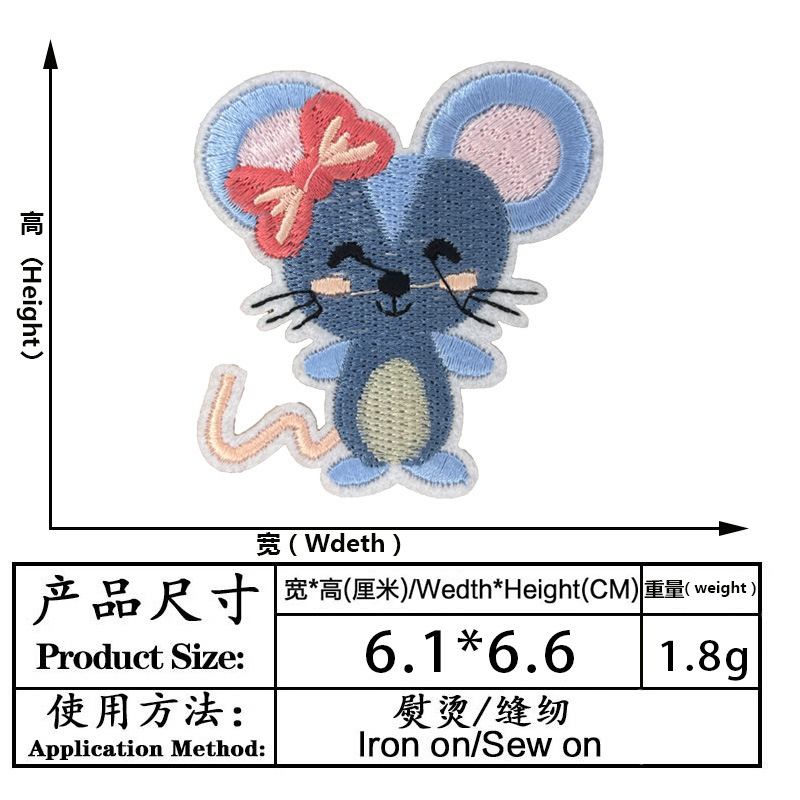 高
(Height)
宽 ( Wdeth )
产品尺寸
Product Size:
宽*高(厘米)/Wedth*Height(CM)
重量( weight )
6.1*6.6
1.8g
使用方法:
Application Method:
熨烫/缝纫
Iron on/Sew on